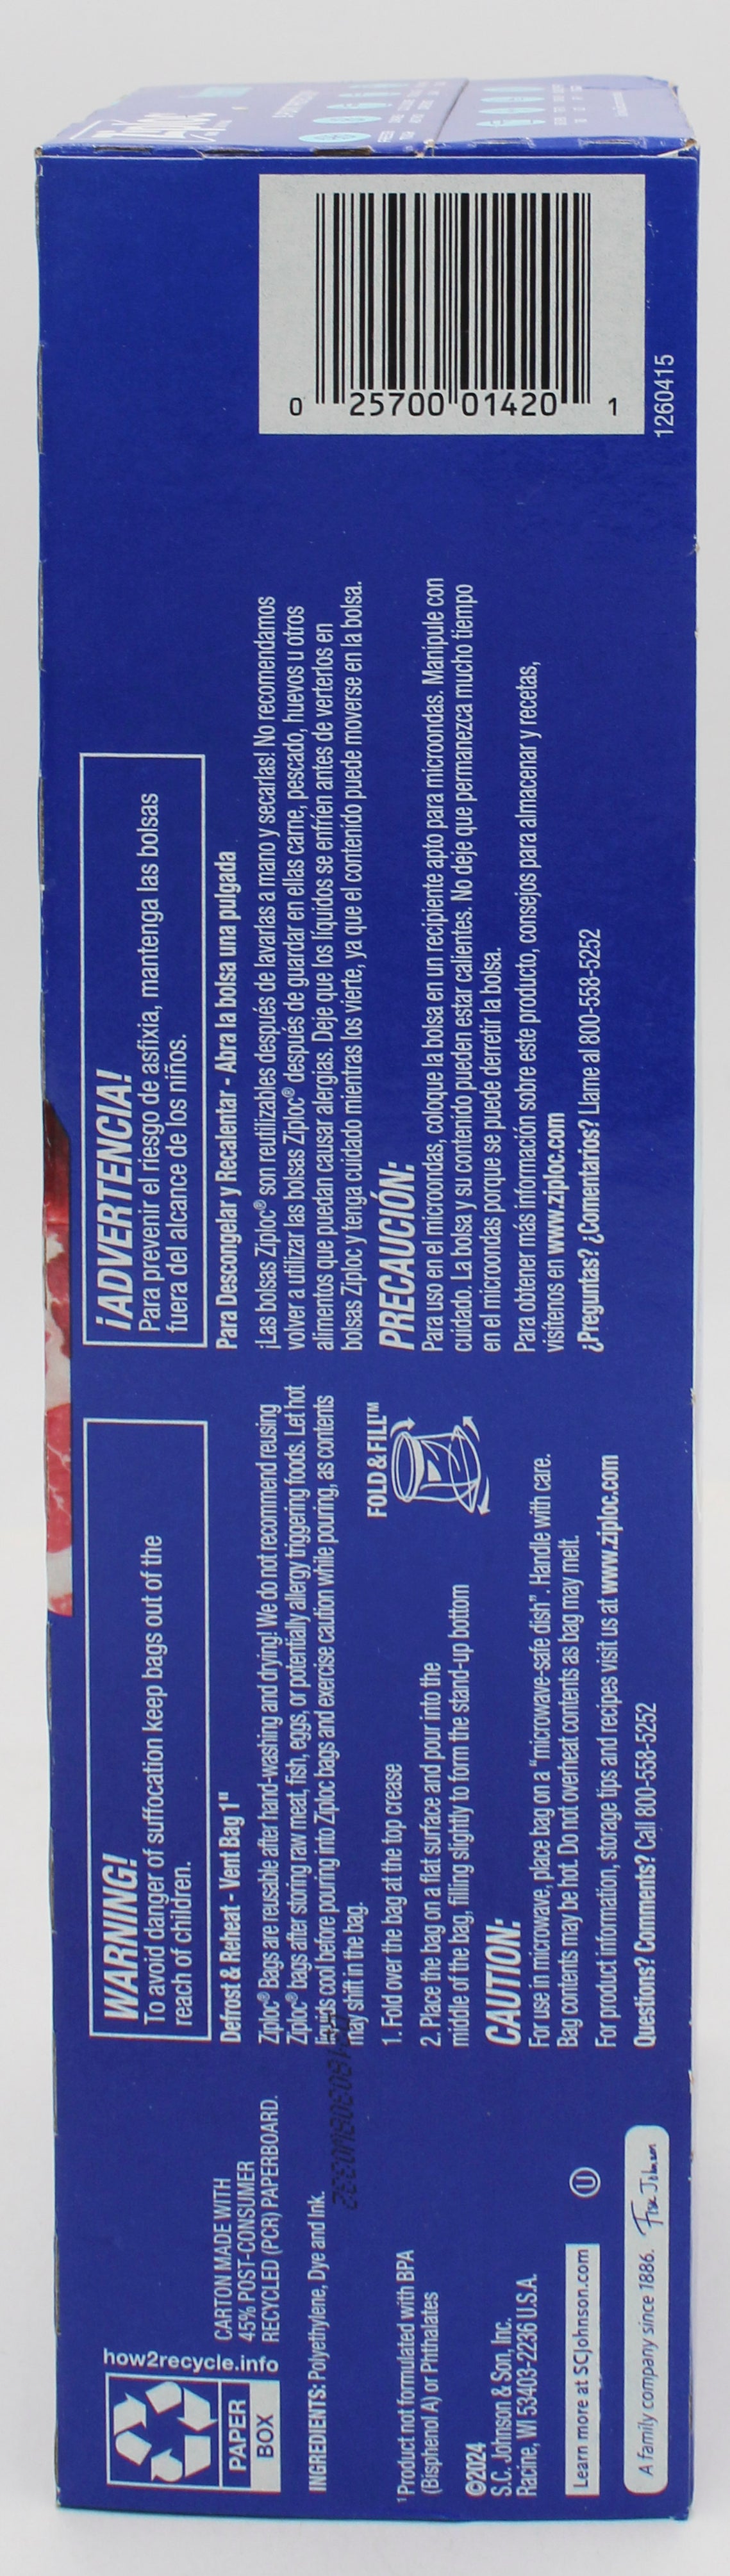 how2recycle.info
PAPER
BOX
CARTON MADE WITH
45% POST-CONSUMER
RECYCLED (PCR) PAPERBOARD.
INGREDIENTS: Polyethylene, Dye and Ink.
¹Product not formulated with BPA
(Bisphenol A) or Phthalates
©2024
S.C. Johnson & Son, Inc.
Racine, WI 53403-2236 U.S.A.
Learn more at SCJohnson.com
U
A family company since 1886. Fisk Johnson
WARNING!
To avoid danger of suffocation keep bags out of the
reach of children.
Defrost & Reheat - Vent Bag 1"
Ziploc® Bags are reusable after hand-washing and drying! We do not recommend reusing
Ziploc® bags after storing raw meat, fish, eggs, or potentially allergy triggering foods. Let hot
liquids cool before pouring into Ziploc bags and exercise caution while pouring, as contents
may shift in the bag.
FOLD & FILL™
1. Fold over the bag at the top crease
2. Place the bag on a flat surface and pour into the
middle of the bag, filling slightly to form the stand-up bottom
CAUTION:
For use in microwave, place bag on a "microwave-safe dish". Handle with care.
Bag contents may be hot. Do not overheat contents as bag may melt.
For product information, storage tips and recipes visit us at www.ziploc.com
Questions? Comments? Call 800-558-5252
¡ADVERTENCIA!
Para prevenir el riesgo de asfixia, mantenga las bolsas
fuera del alcance de los niños.
Para Descongelar y Recalentar - Abra la bolsa una pulgada
¡Las bolsas Ziploc® son reutilizables después de lavarlas a mano y secarlas! No recomendamos
volver a utilizar las bolsas Ziploc® después de guardar en ellas carne, pescado, huevos u otros
alimentos que puedan causar alergias. Deje que los líquidos se enfríen antes de verterlos en
bolsas Ziploc y tenga cuidado mientras los vierte, ya que el contenido puede moverse en la bolsa.
PRECAUCIÓN:
Para uso en el microondas, coloque la bolsa en un recipiente apto para microondas. Manipule con
cuidado. La bolsa y su contenido pueden estar calientes. No deje que permanezca mucho tiempo
en el microondas porque se puede derretir la bolsa.
Para obtener más información sobre este producto, consejos para almacenar y recetas,
visítenos en www.ziploc.com
¿Preguntas? ¿Comentarios? Llame al 800-558-5252
0 25700 01420 1
1260415
Ziploc